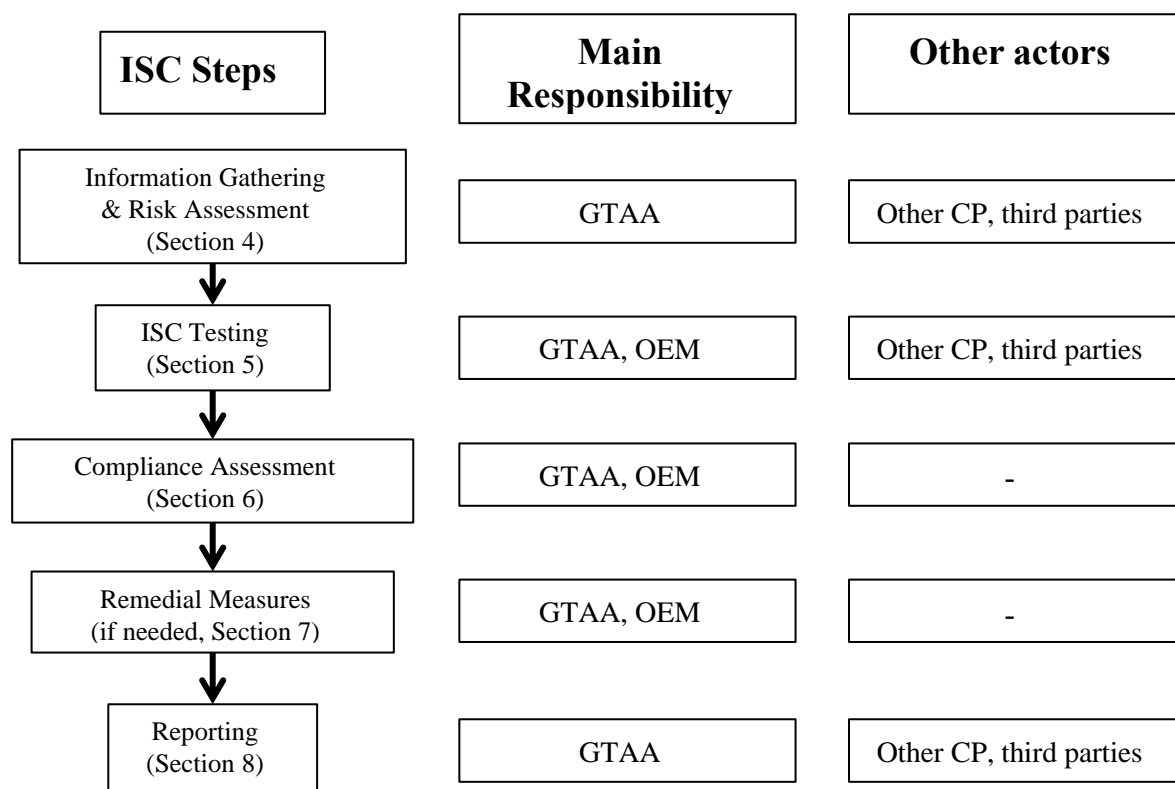 ISC Steps
Main
Responsibility
Other actors
Information Gathering
& Risk Assessment
(Section 4)
GTAA
Other CP, third parties
ISC Testing
(Section 5)
GTAA, OEM
Other CP, third parties
Compliance Assessment
(Section 6)
GTAA, OEM
-
Remedial Measures
(if needed, Section 7)
GTAA, OEM
-
Reporting
(Section 8)
GTAA
Other CP, third parties